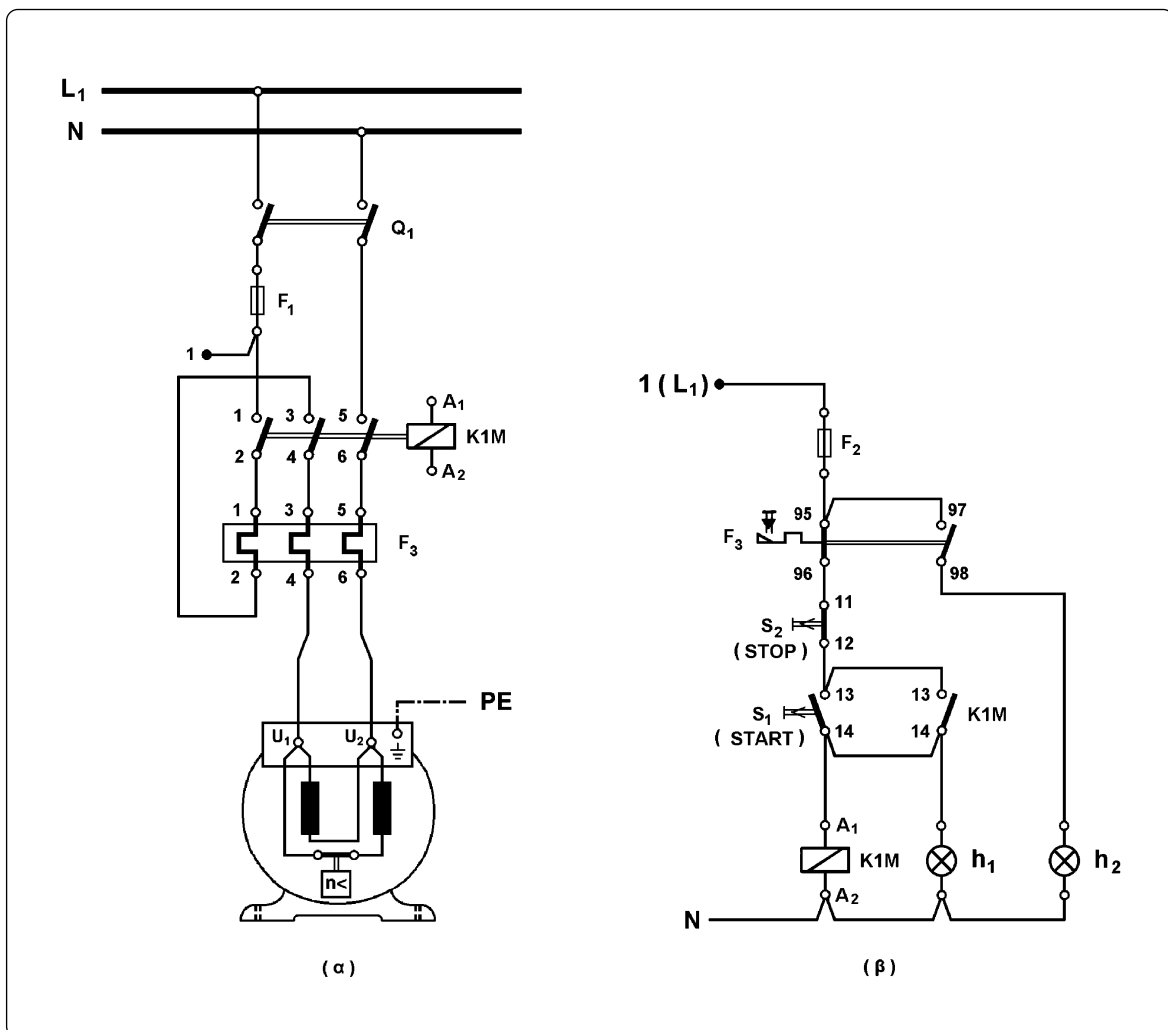 L₁
N
Q₁
F₁
1
1 3 5 A₁
K1M
2 4 6 A₂
1 3 5
F₃
2 4 6
PE
U₁ U₂
n<
(α)
1 (L₁)
F₂
95 97
F₃
96 98
11
S₂
(STOP)
12
13 13
S₁ K1M
(START) 14 14
A₁
K1M h₁ h₂
A₂
N
(β)